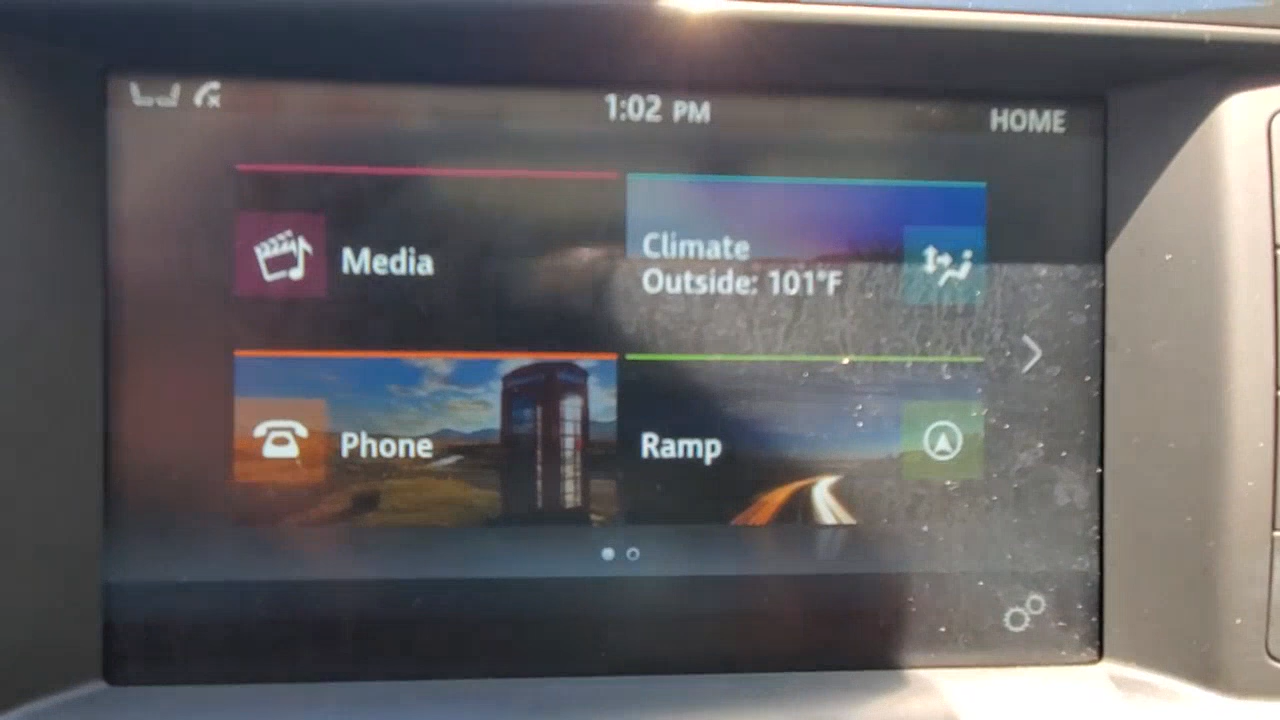 1:02 PM
HOME
Media
Climate
Outside: 101°F
Phone
Ramp